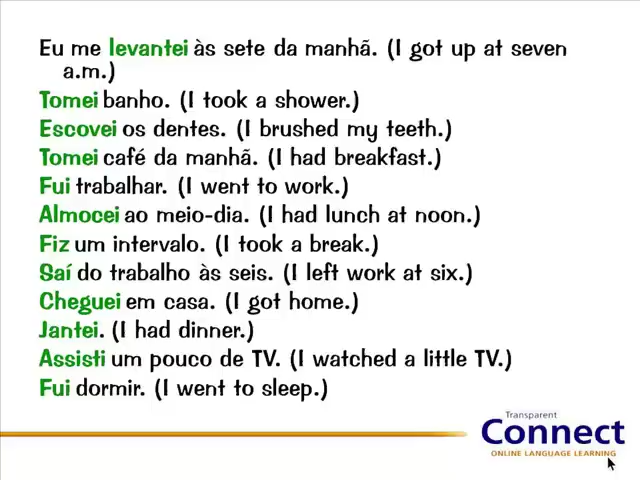 Eu me levantei às sete da manhã. (I got up at seven
a.m.)
Tomei banho. (I took a shower.)
Escovei os dentes. (I brushed my teeth.)
Tomei café da manhã. (I had breakfast.)
Fui trabalhar. (I went to work.)
Almocei ao meio-dia. (I had lunch at noon.)
Fiz um intervalo. (I took a break.)
Saí do trabalho às seis. (I left work at six.)
Cheguei em casa. (I got home.)
Jantei. (I had dinner.)
Assisti um pouco de TV. (I watched a little TV.)
Fui dormir. (I went to sleep.)
Transparent
Connect
ONLINE LANGUAGE LEARNING